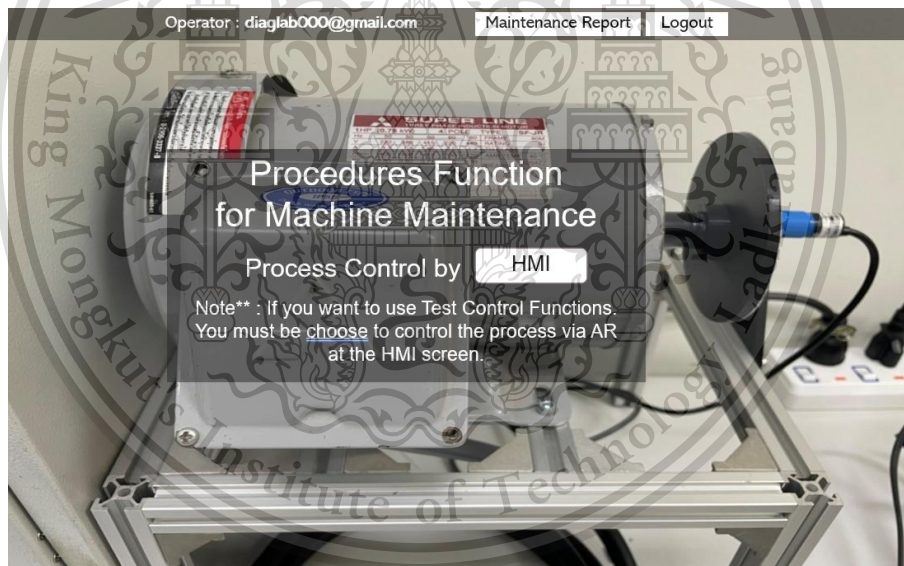 Operator : diaglab000@gmail.com
Maintenance Report
Logout
SUPER LINE
Procedures Function
for Machine Maintenance
Process Control by HMI
Note** : If you want to use Test Control Functions.
You must be choose to control the process via AR
at the HMI screen.
King Mongkut's Institute of Technology Ladkrabang